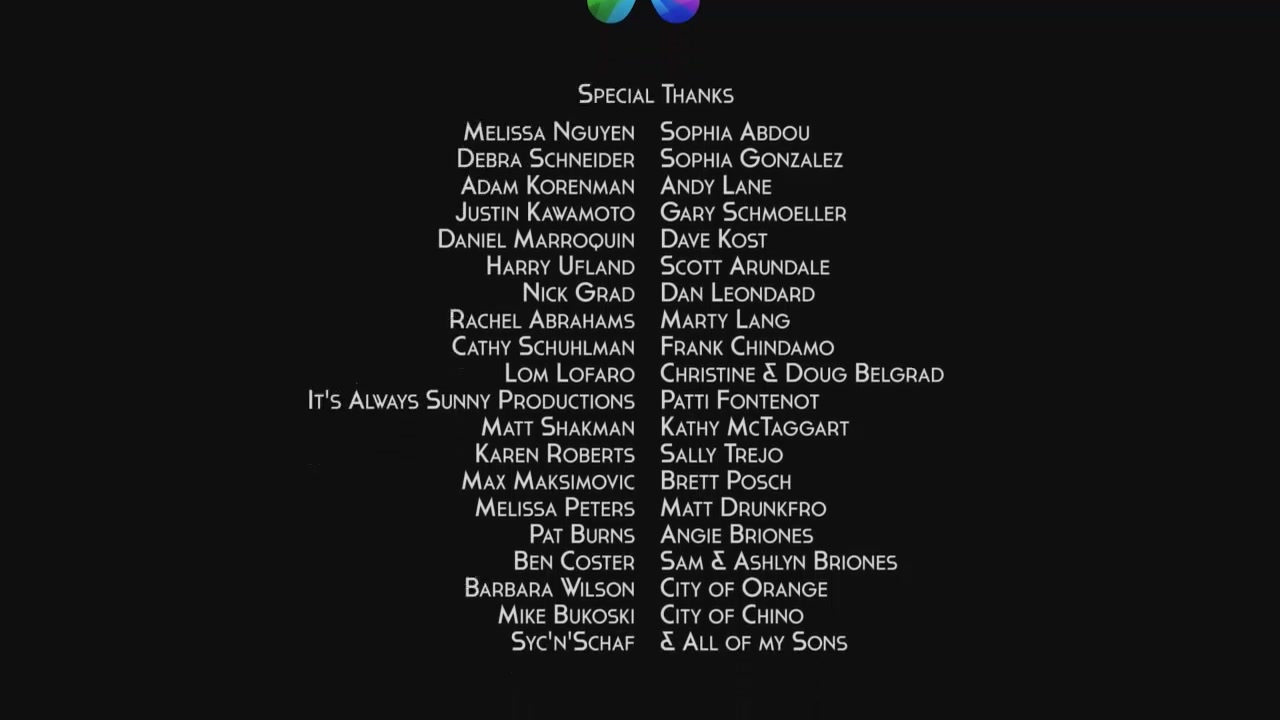 Special Thanks
Melissa Nguyen Sophia Abdou
Debra Schneider Sophia Gonzalez
Adam Korenman Andy Lane
Justin Kawamoto Gary Schmoeller
Daniel Marroquin Dave Kost
Harry Ufland Scott Arundale
Nick Grad Dan Leondard
Rachel Abrahams Marty Lang
Cathy Schuhlman Frank Chindamo
Lom Lofaro Christine & Doug Belgrad
It's Always Sunny Productions Patti Fontenot
Matt Shakman Kathy McTaggart
Karen Roberts Sally Trejo
Max Maksimovic Brett Posch
Melissa Peters Matt Drunkfro
Pat Burns Angie Briones
Ben Coster Sam & Ashlyn Briones
Barbara Wilson City of Orange
Mike Bukoski City of Chino
Syc'n'Schaf & All of my Sons